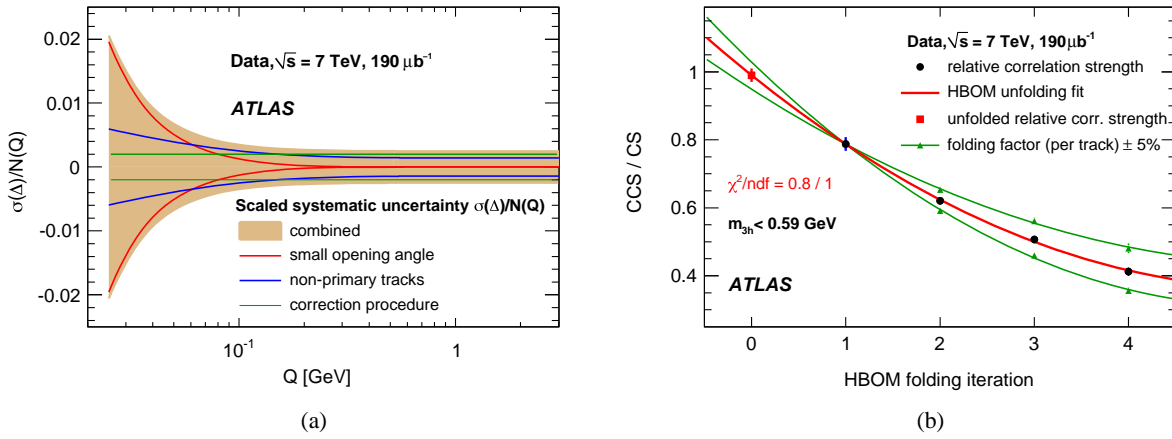 0.02
0.01
0
-0.01
-0.02
σ(Δ)/N(Q)
Data,√s = 7 TeV, 190 μb⁻¹
ATLAS
Scaled systematic uncertainty σ(Δ)/N(Q)
combined
small opening angle
non-primary tracks
correction procedure
10⁻¹ 1
Q [GeV]
(a)
1
0.8
0.6
0.4
CCS / CS
Data,√s = 7 TeV, 190μb⁻¹
relative correlation strength
HBOM unfolding fit
unfolded relative corr. strength
folding factor (per track) ± 5%
χ²/ndf = 0.8 / 1
m₃ₕ< 0.59 GeV
ATLAS
0 1 2 3 4
HBOM folding iteration
(b)